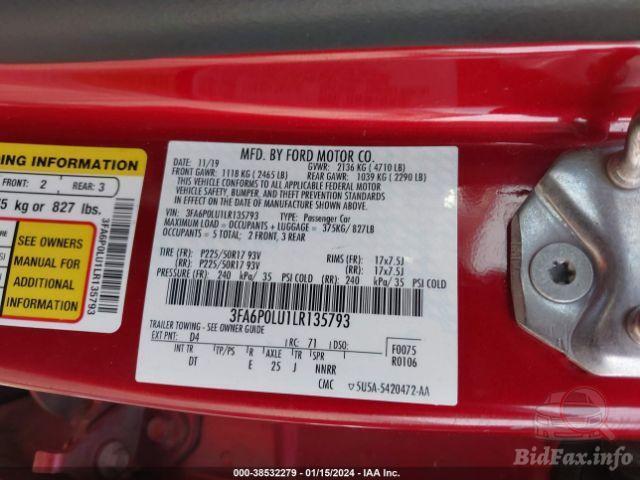 DING INFORMATION
FRONT: 2 REAR: 3
75 kg or 827 lbs.
SEE OWNERS
MANUAL FOR
ADDITIONAL
INFORMATION
3FA6P0LU1LR135793
MFD. BY FORD MOTOR CO.
DATE: 11/19 GVWR: 2136 KG ( 4710 LB)
FRONT GAWR: 1118 KG ( 2465 LB) REAR GAWR: 1039 KG ( 2290 LB)
THIS VEHICLE CONFORMS TO ALL APPLICABLE FEDERAL MOTOR
VEHICLE SAFETY, BUMPER, AND THEFT PREVENTION STANDARDS
IN EFFECT ON THE DATE OF MANUFACTURE SHOWN ABOVE.
VIN: 3FA6P0LU1LR135793 TYPE: Passenger Car
MAXIMUM LOAD = OCCUPANTS + LUGGAGE = 375KG / 827LB
OCCUPANTS = 5 TOTAL; 2 FRONT, 3 REAR
TIRE (FR): P225/50R17 93V RIMS (FR): 17x7.5J
(RR): P225/50R17 93V (RR): 17x7.5J
PRESSURE (FR): 240 kPa/ 35 PSI COLD (RR): 240 kPa/ 35 PSI COLD
3FA6P0LU1LR135793
TRAILER TOWING - SEE OWNER GUIDE
EXT PNT: D4 RC: 71 DSO: F0075
R0106
INT TR TP/PS R AXLE TR SPR
DT E 25 J NNRR
CMC 5USA-5420472-AA
000-38532279 - 01/15/2024 - IAA Inc.
BidFax.info